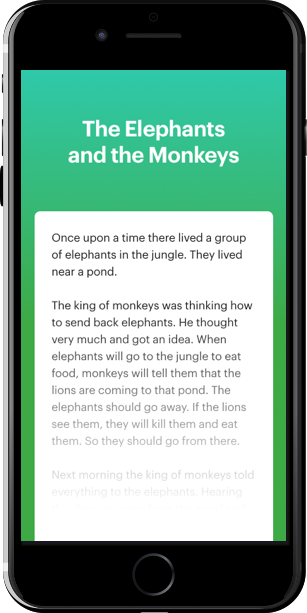 The Elephants
and the Monkeys
Once upon a time there lived a group
of elephants in the jungle. They lived
near a pond.
The king of monkeys was thinking how
to send back elephants. He thought
very much and got an idea. When
elephants will go to the jungle to eat
food, monkeys will tell them that the
lions are coming to that pond. The
elephants should go away. If the lions
see them, they will kill them and eat
them. So they should go from there.
Next morning the king of monkeys told
everything to the elephants. Hearing